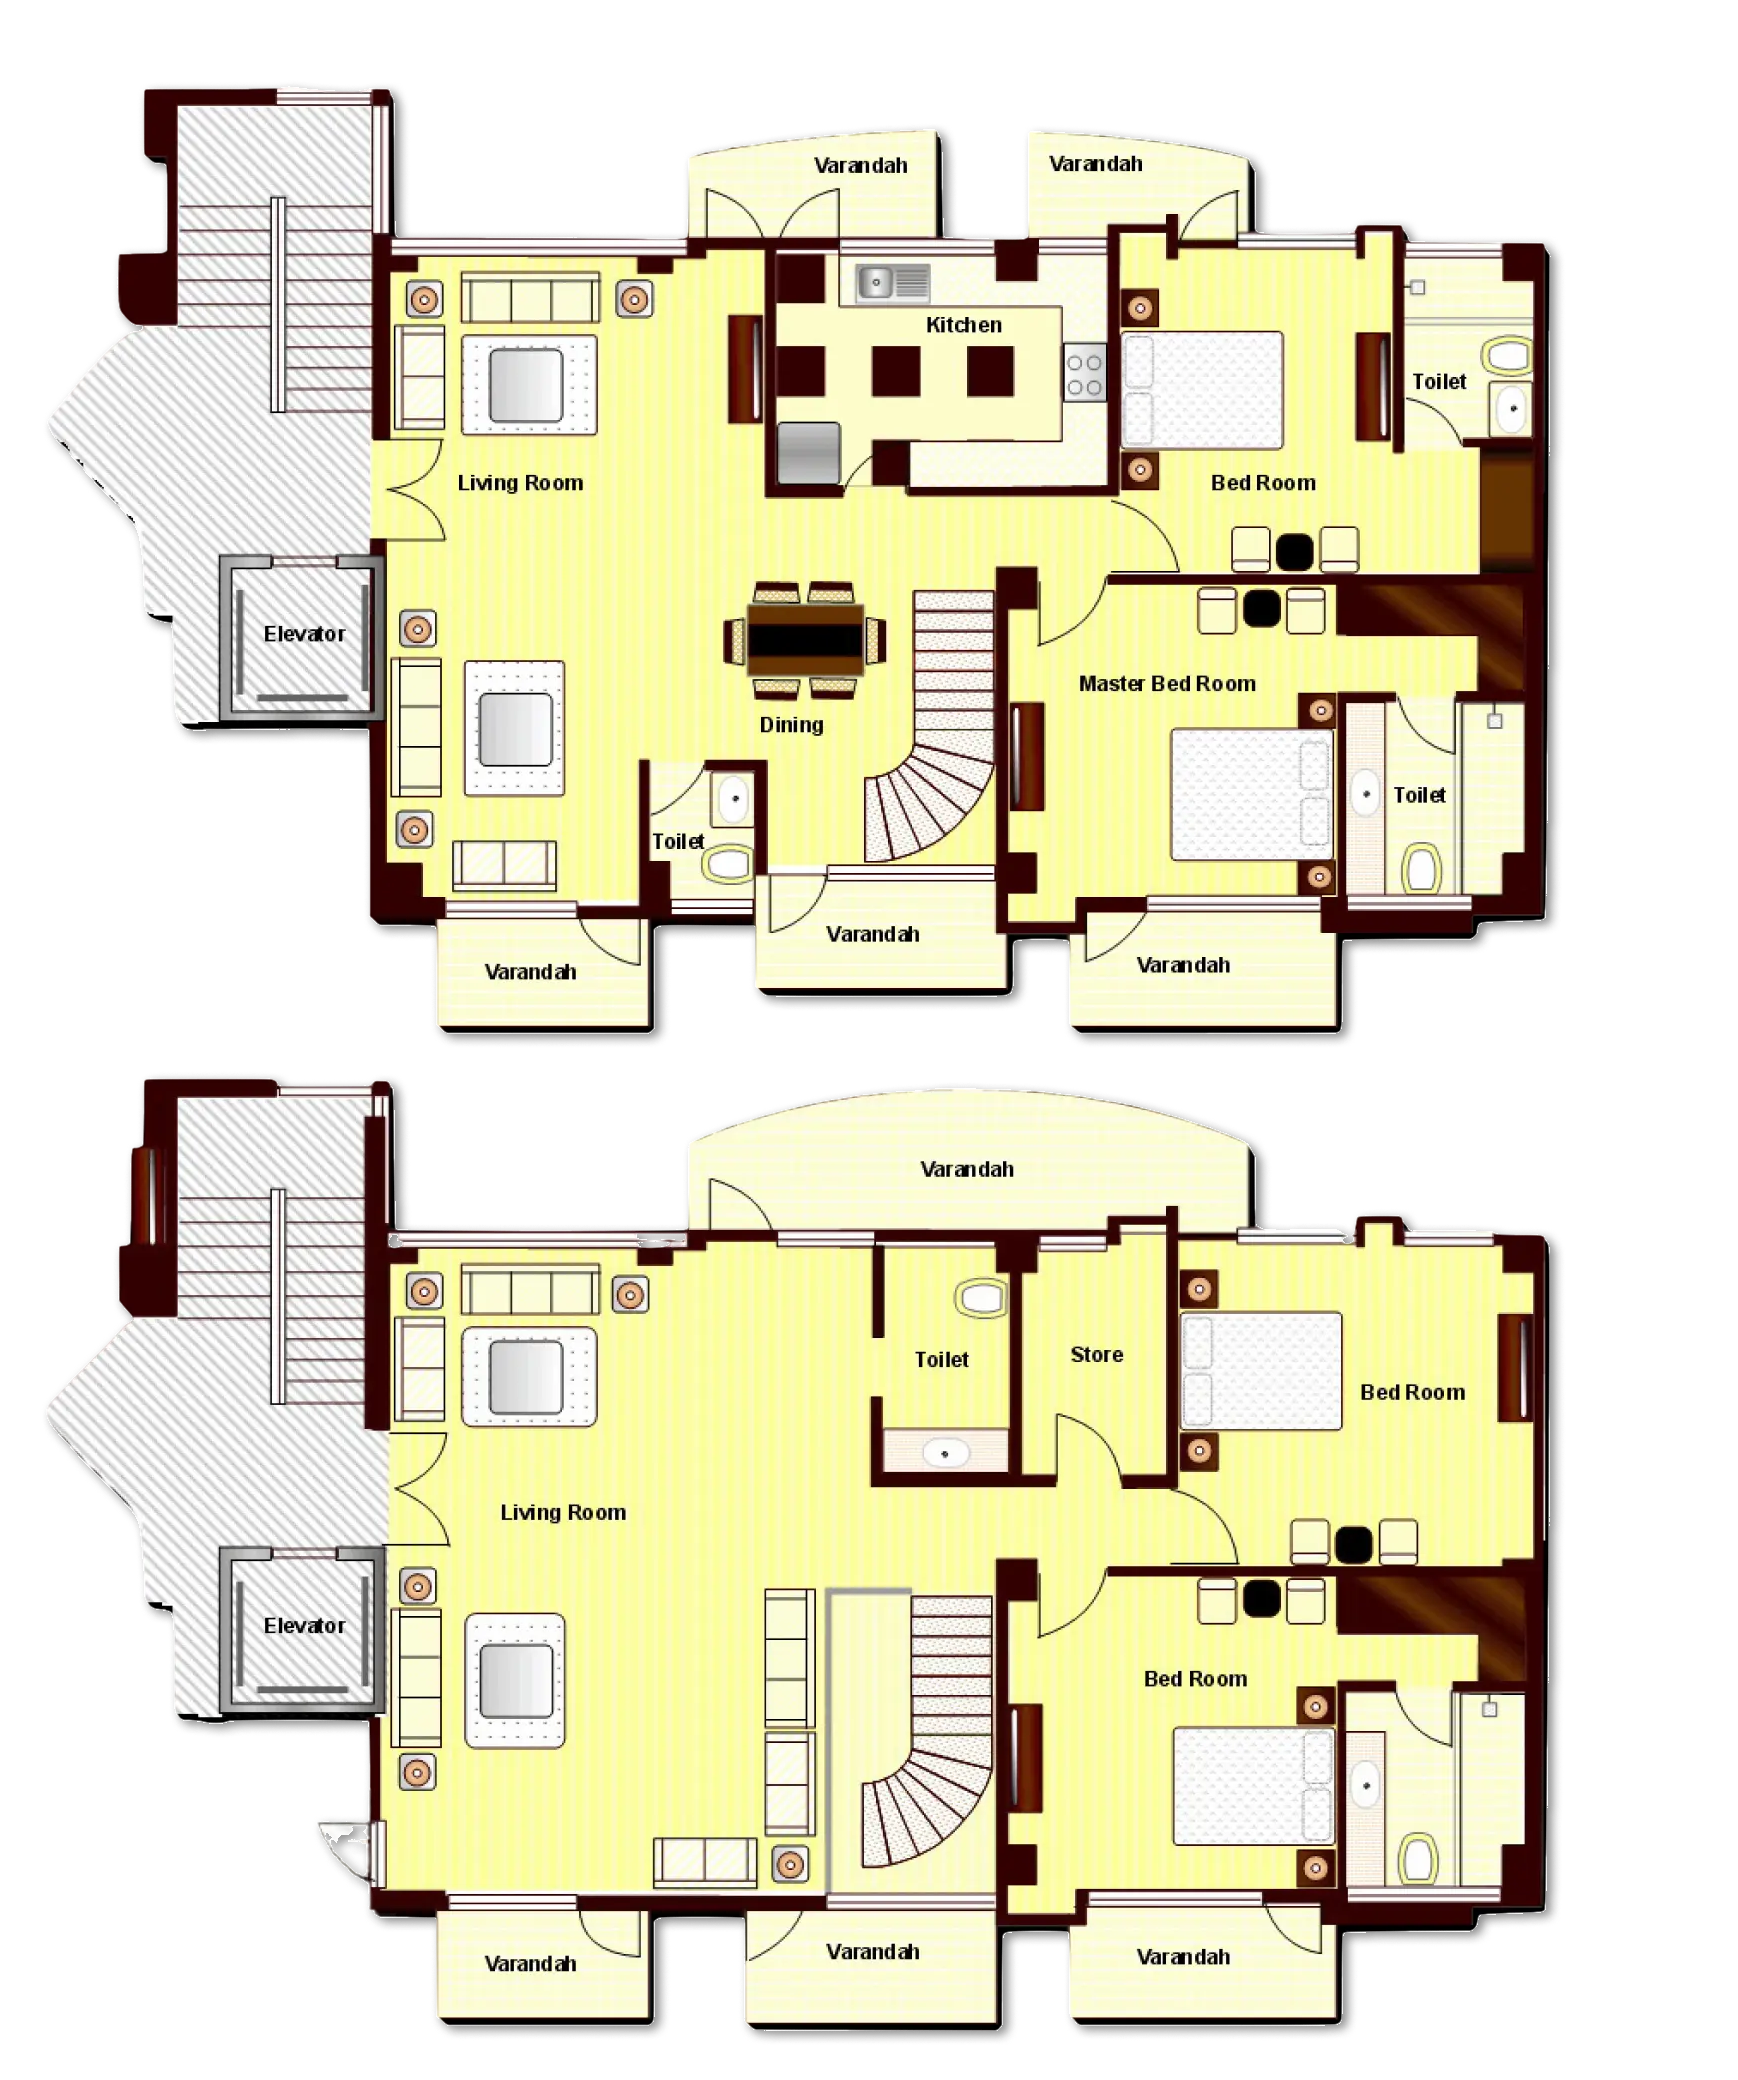 Varandah
Varandah
Kitchen
Toilet
Living Room
Bed Room
Elevator
Master Bed Room
Dining
Toilet
Toilet
Varandah
Varandah
Varandah
Varandah
Toilet
Store
Bed Room
Living Room
Elevator
Bed Room
Varandah
Varandah
Varandah